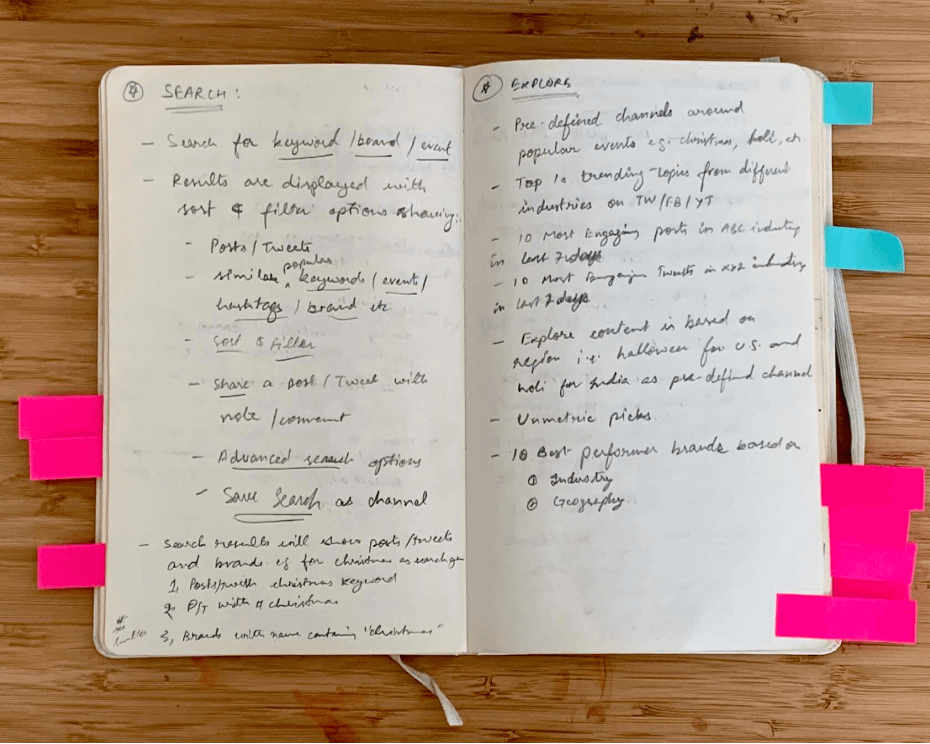 SEARCH:
- Search for keyword / brand / event
- Results are displayed with
sort & filter options showing:
- Posts/Tweets
- similar popular keywords / events /
hashtags / brand etc
- Sort & Filter
- Share a post / Tweet with
note / comment
- Advanced search options
- Save Search as channel
- Search results will show posts/tweets
and brands. eg. for christmas as search
1, Posts/T with christmas keyword
2, P/T with # christmas
3, Brands with name containing "christmas"
EXPLORE
- Pre-defined channels around
popular events e.g. christmas, holi, etc.
- Top 10 trending-topics from different
industries on TW/FB/YT
- 10 Most Engaging posts in ABC industry
in last 7 days
- 10 Most Engaging Tweets in XYZ industry
in last 7 days
- Explore content is based on
region i.e. halloween for U.S. and
holi for India as pre-defind channel
- Unmetric picks.
- 10 Best performer brands based on
① Industry
② Geography